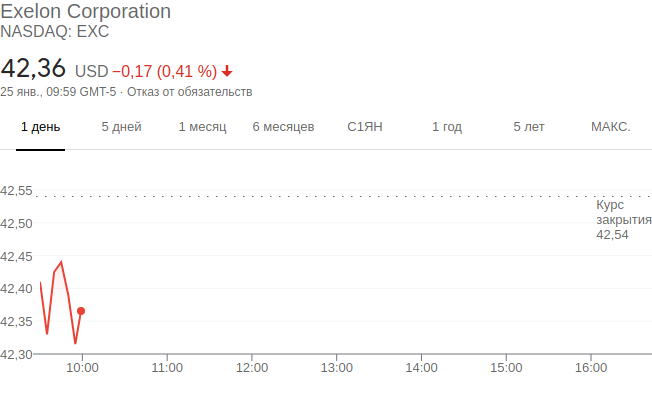 Exelon Corporation
NASDAQ: EXC
42,36 USD −0,17 (0,41 %)
25 янв., 09:59 GMT-5 · Отказ от обязательств
1 день 5 дней 1 месяц 6 месяцев С1ЯН 1 год 5 лет МАКС.
42,55
Курс
закрытия
42,54
42,50
42,45
42,40
42,35
42,30
10:00 11:00 12:00 13:00 14:00 15:00 16:00